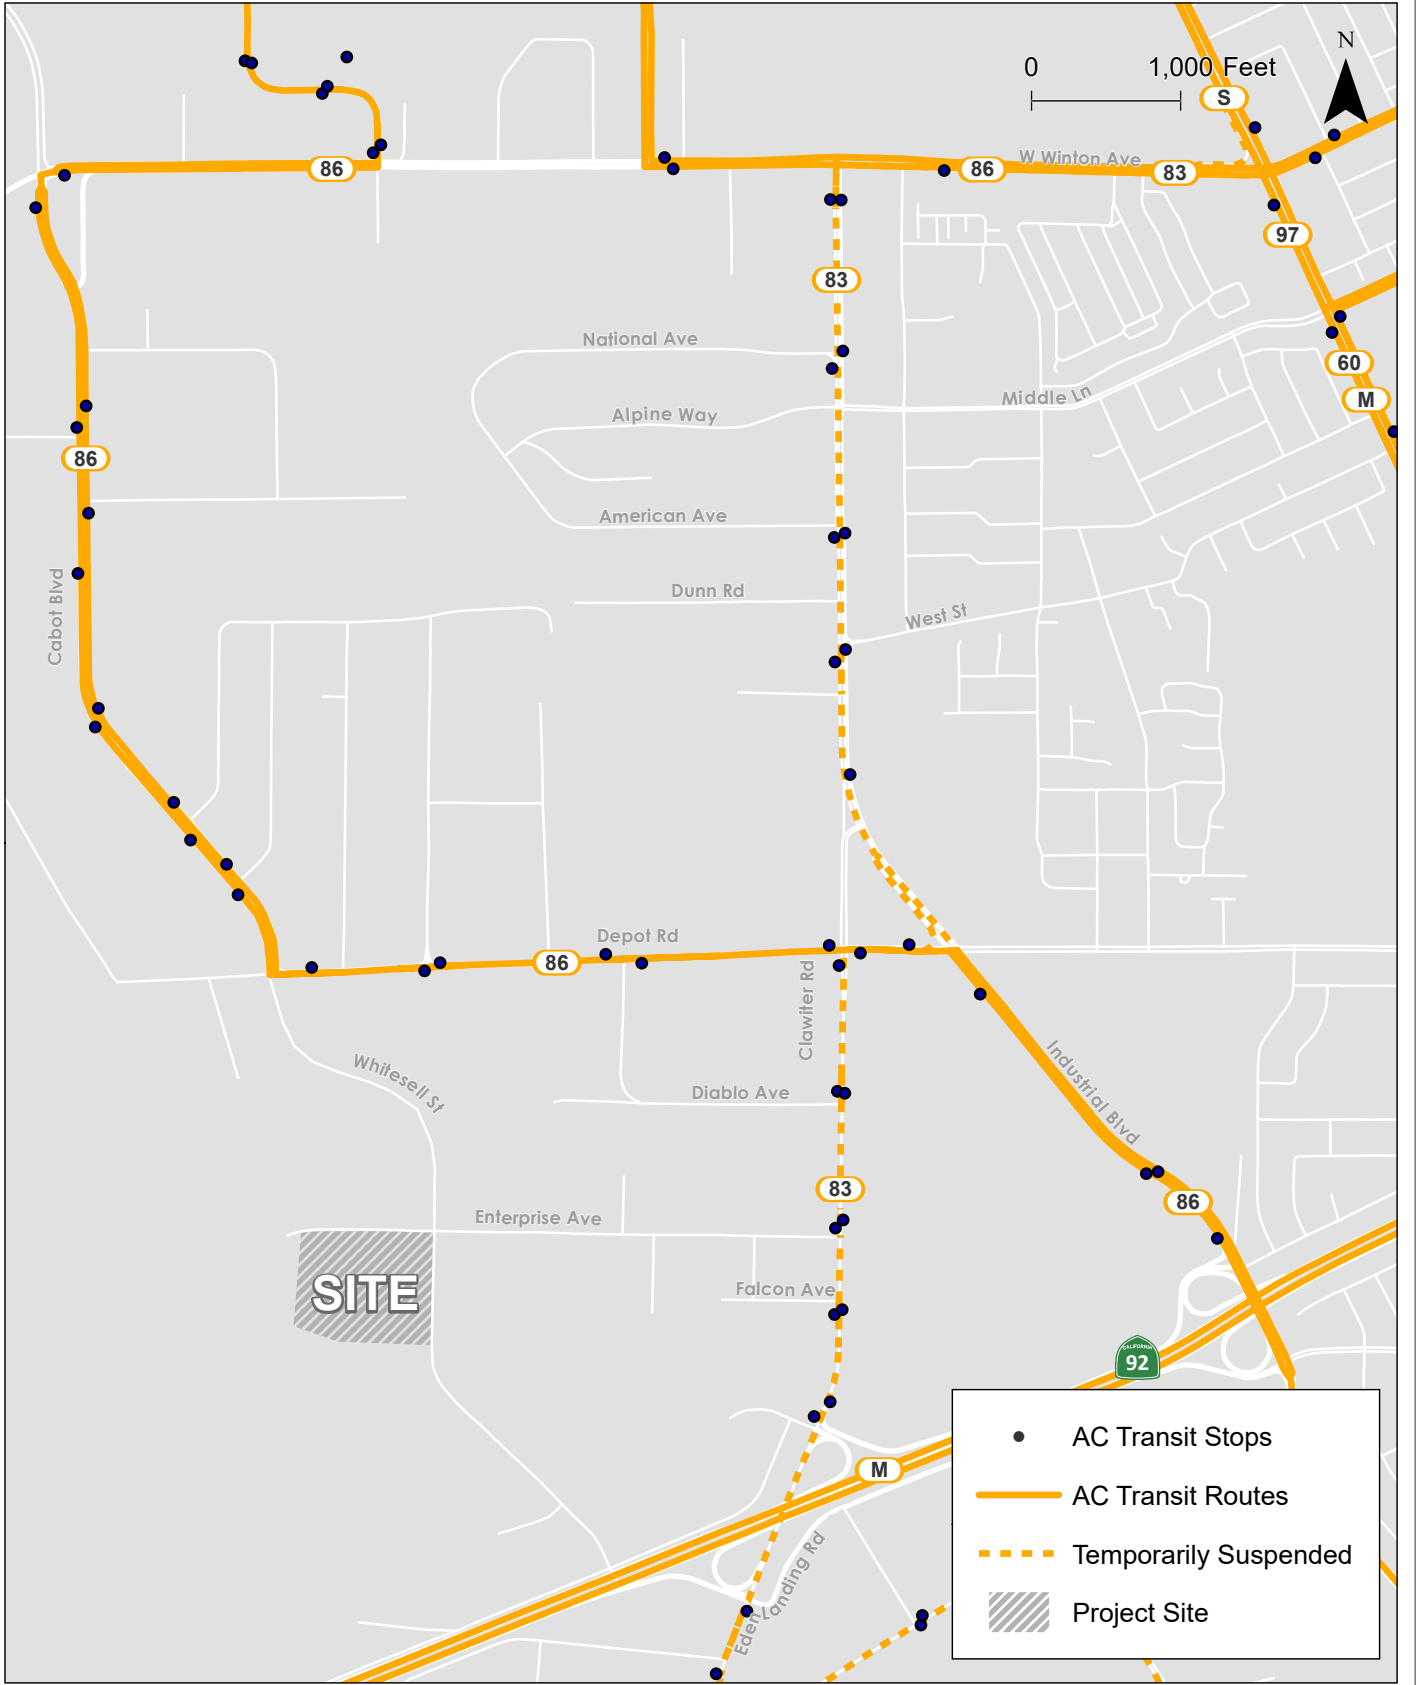 N
0 1,000 Feet
S
W Winton Ave
86
86
83
97
83
National Ave
60
Middle Ln
M
Alpine Way
86
American Ave
Cabot Blvd
Dunn Rd
West St
Depot Rd
86
Clawiter Rd
Whitesell St
Industrial Blvd
Diablo Ave
83
86
Enterprise Ave
SITE
Falcon Ave
CALIFORNIA
92
M
Eden Landing Rd
AC Transit Stops
AC Transit Routes
Temporarily Suspended
Project Site